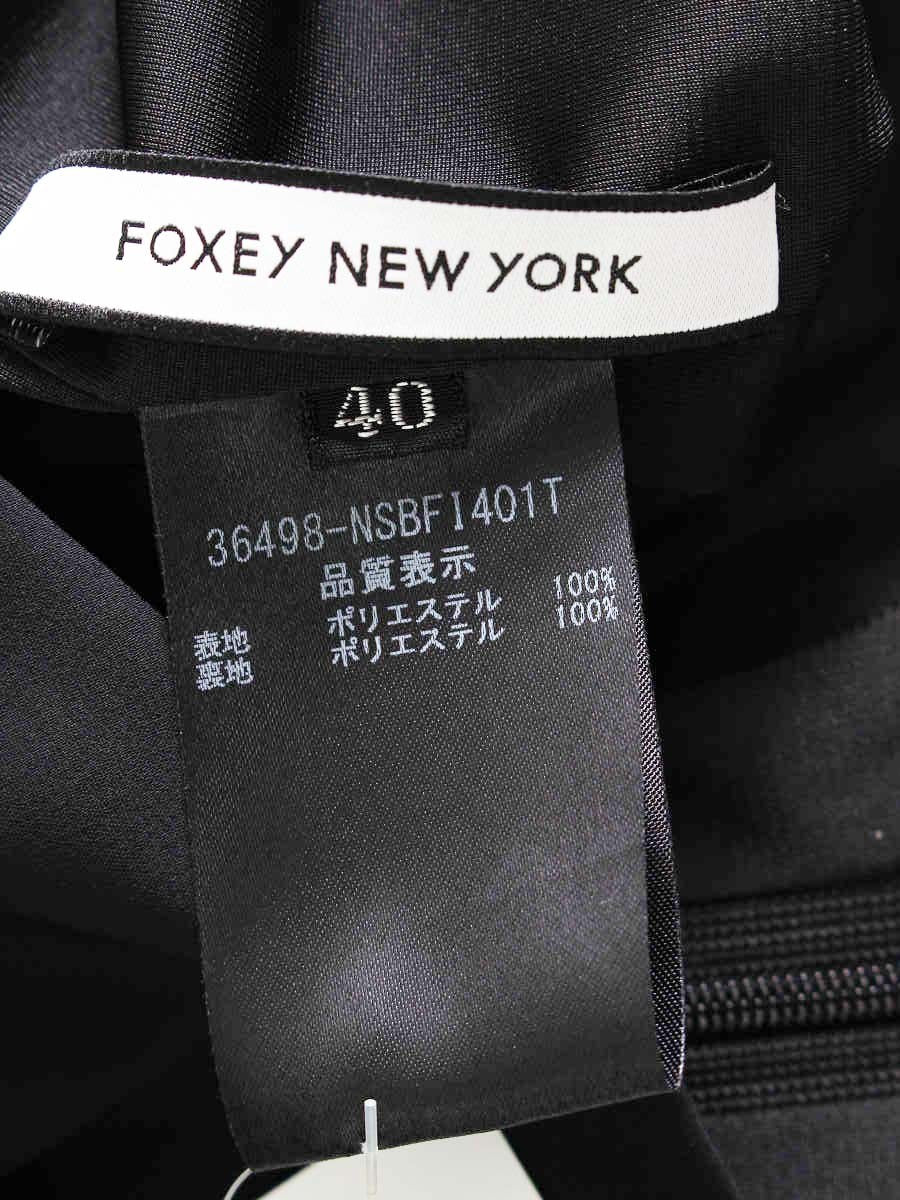 FOXEY NEW YORK
40
36498-NSBFI401T
品質表示
表地 ポリエステル 100%
裏地 ポリエステル 100%